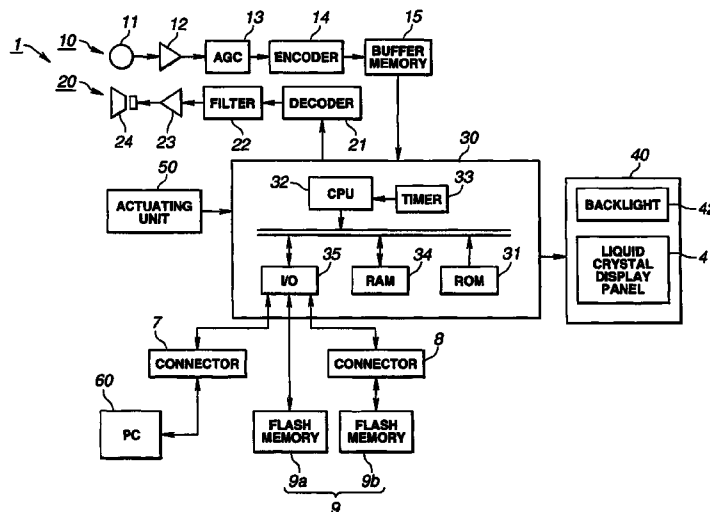 1
10
11
12
13
14
15
AGC
ENCODER
BUFFER
MEMORY
20
24
23
FILTER
22
DECODER
21
30
50
ACTUATING
UNIT
32
CPU
33
TIMER
35
I/O
34
RAM
31
ROM
40
BACKLIGHT
42
LIQUID
CRYSTAL
DISPLAY
PANEL
4
7
CONNECTOR
8
CONNECTOR
60
PC
FLASH
MEMORY
FLASH
MEMORY
9a
9b
9